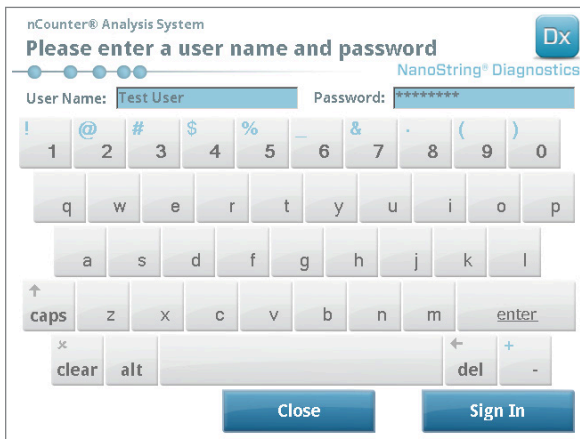 nCounter® Analysis System
Please enter a user name and password
Dx
NanoString® Diagnostics
User Name: Test User Password: ********
! @ # $ % _ & . ( )
1 2 3 4 5 6 7 8 9 0
q w e r t y u i o p
a s d f g h j k l
caps z x c v b n m enter
clear alt del + -
Close Sign In